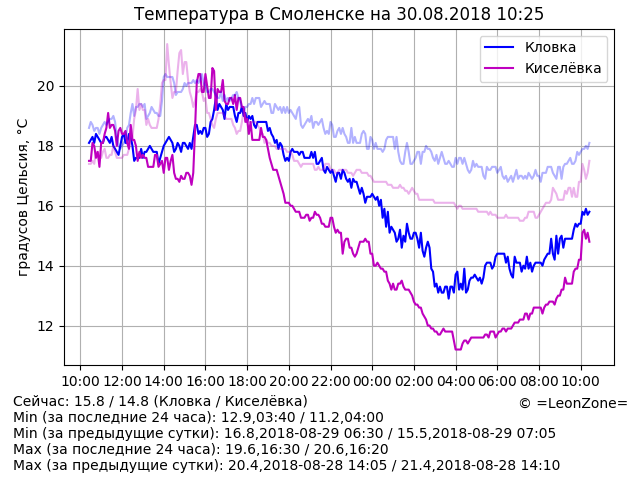 Температура в Смоленске на 30.08.2018 10:25
Кловка
Киселёвка
градусов Цельсия, °C
20
18
16
14
12
10:00 12:00 14:00 16:00 18:00 20:00 22:00 00:00 02:00 04:00 06:00 08:00 10:00
Сейчас: 15.8 / 14.8 (Кловка / Киселёвка)
© =LeonZone=
Min (за последние 24 часа): 12.9,03:40 / 11.2,04:00
Min (за предыдущие сутки): 16.8,2018-08-29 06:30 / 15.5,2018-08-29 07:05
Max (за последние 24 часа): 19.6,16:30 / 20.6,16:20
Max (за предыдущие сутки): 20.4,2018-08-28 14:05 / 21.4,2018-08-28 14:10